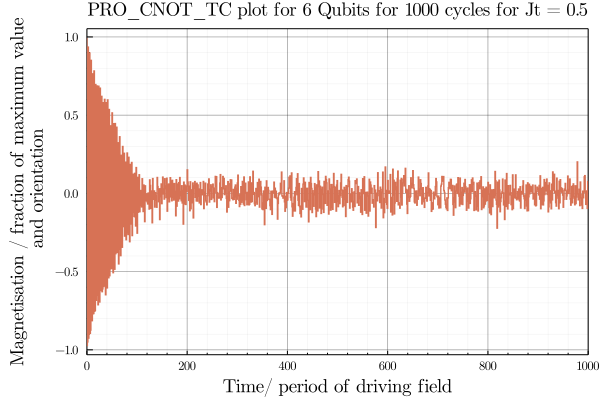 PRO_CNOT_TC plot for 6 Qubits for 1000 cycles for Jt = 0.5
Magnetisation / fraction of maximum value
and orientation
1.0
0.5
0.0
−0.5
−1.0
0 200 400 600 800 1000
Time/ period of driving field